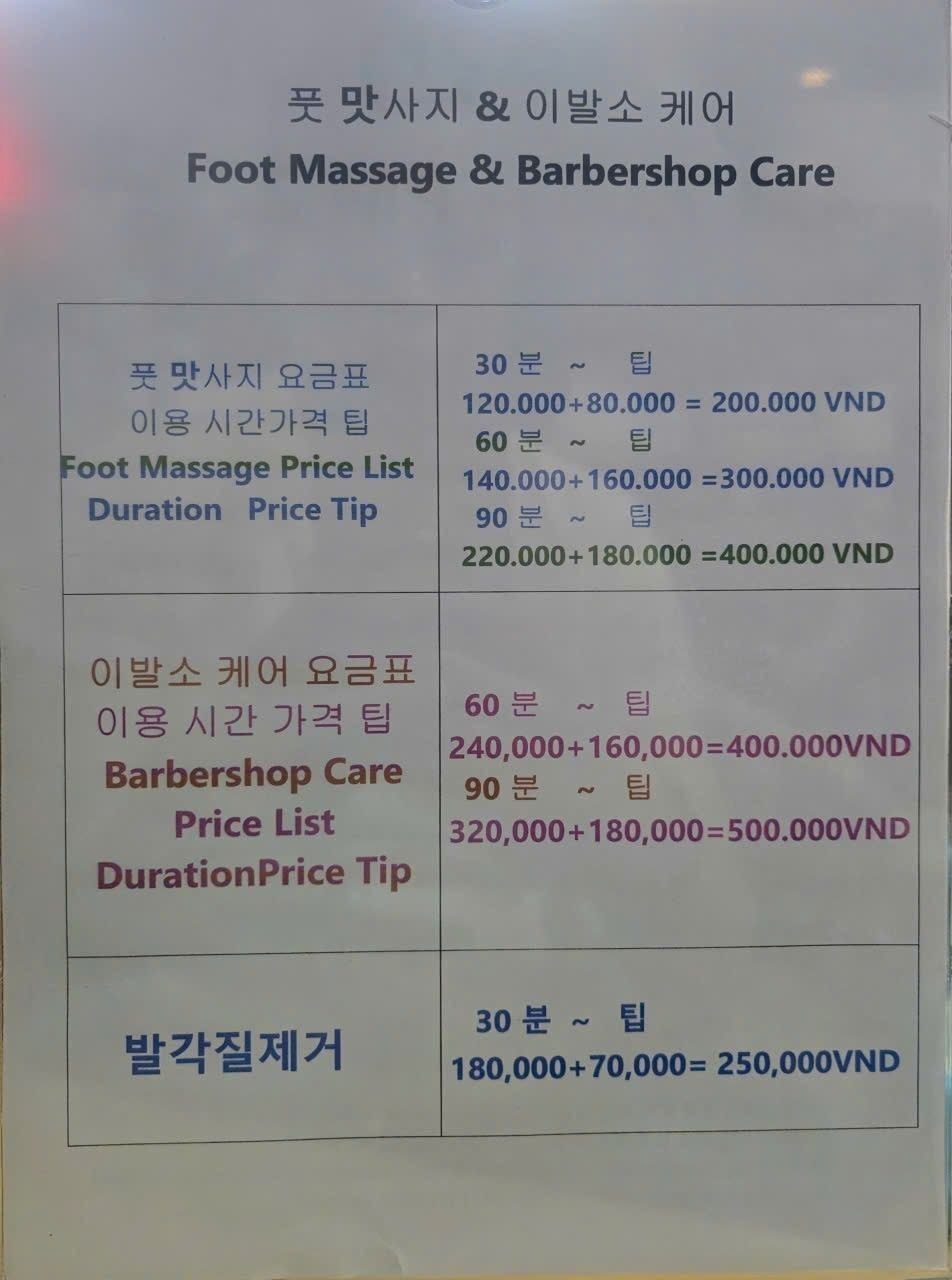 풋 맛사지 & 이발소 케어
Foot Massage & Barbershop Care
풋 맛사지 요금표
이용 시간가격 팁
Foot Massage Price List
Duration Price Tip
30 분 ~ 팁
120.000+80.000 = 200.000 VND
60 분 ~ 팁
140.000+160.000 =300.000 VND
90 분 ~ 팁
220.000+180.000 =400.000 VND
이발소 케어 요금표
이용 시간 가격 팁
Barbershop Care
Price List
DurationPrice Tip
60 분 ~ 팁
240,000+160,000=400.000VND
90 분 ~ 팁
320,000+180,000=500.000VND
발각질제거
30 분 ~ 팁
180,000+70,000= 250,000VND